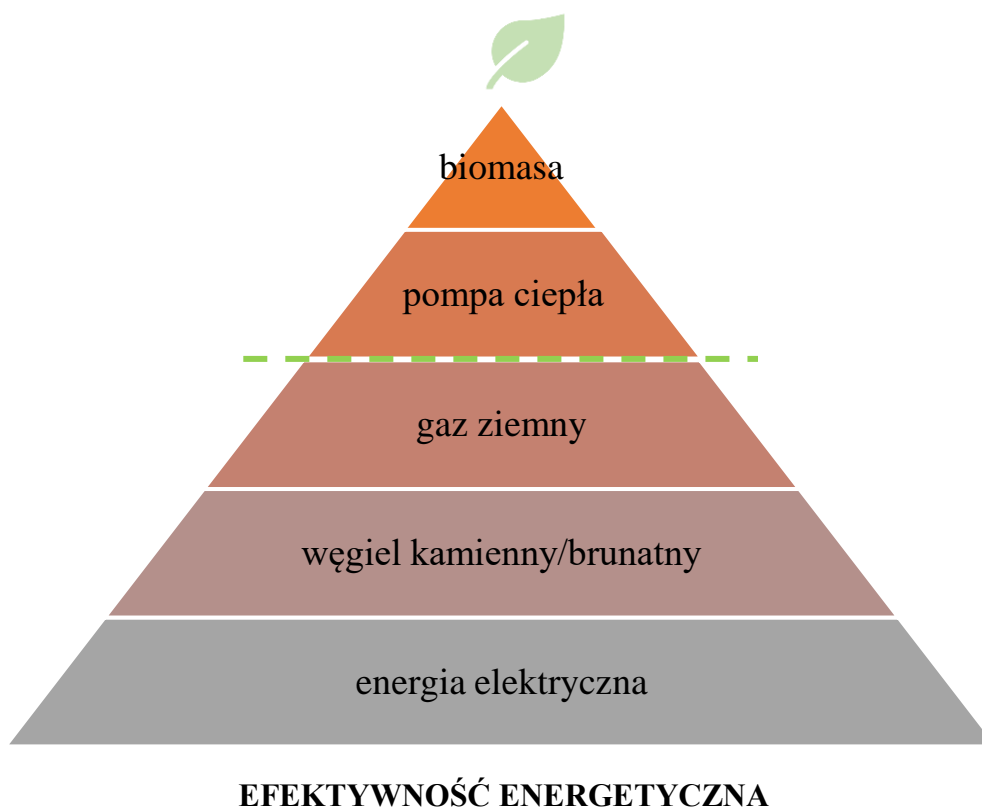 biomasa
pompa ciepła
gaz ziemny
węgiel kamienny/brunatny
energia elektryczna
EFEKTYWNOŚĆ ENERGETYCZNA